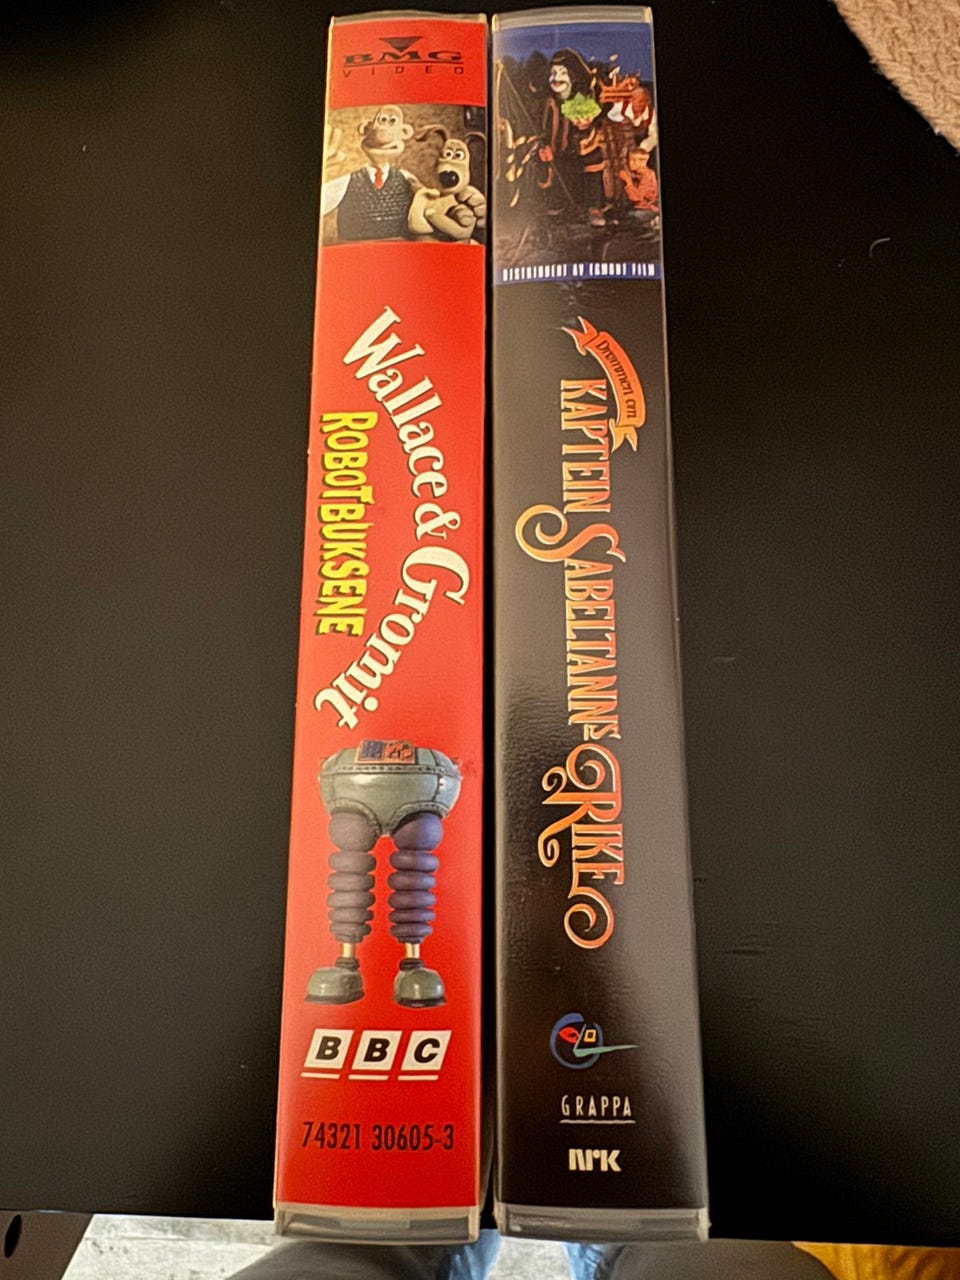 BMG
VIDEO
Wallace & Gromit
ROBOTBUKSENE
BBC
74321 30605-3
DISTRIBUERT AV EGMONT FILM
Drømmen om
KAPTEIN SABELTANNS RIKE
GRAPPA
NRK